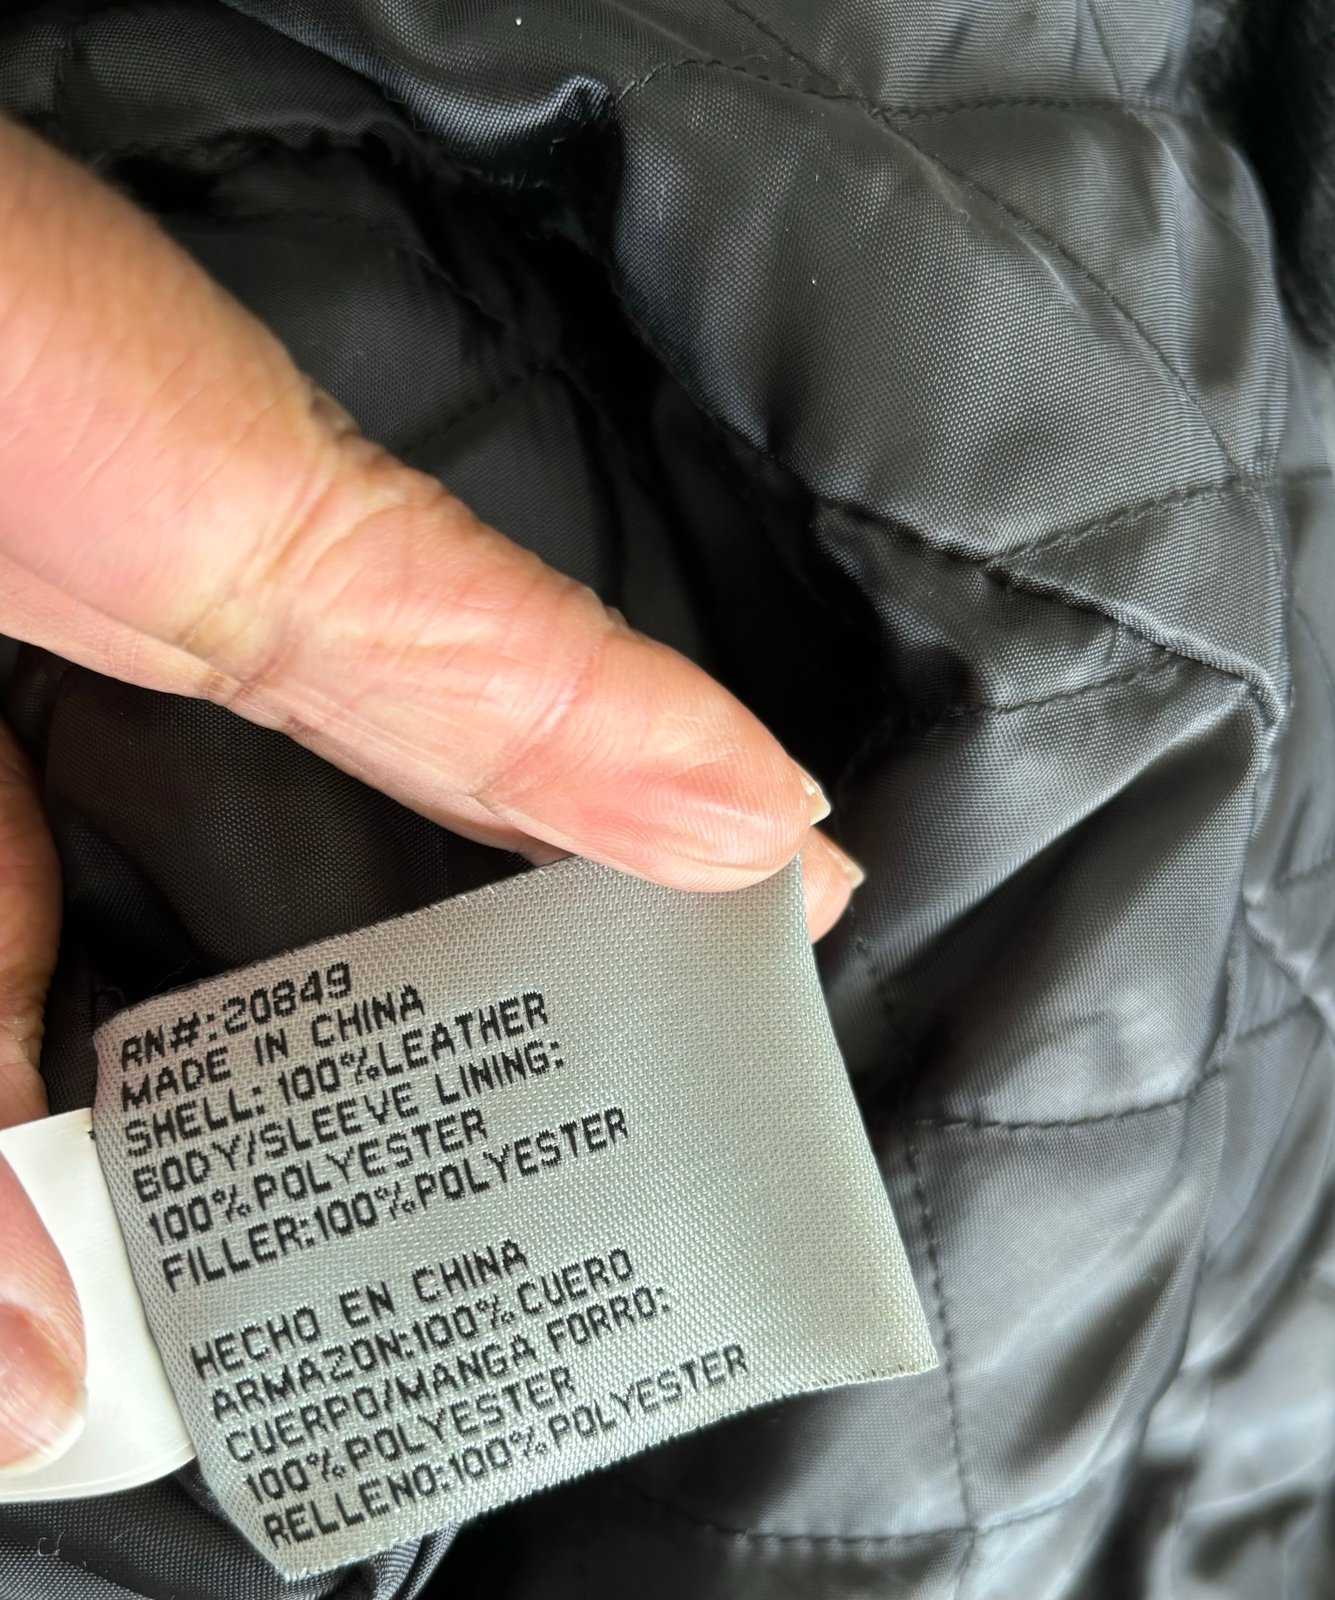 RN#:20849
MADE IN CHINA
SHELL:100%LEATHER
BODY/SLEEVE LINING:
100%POLYESTER
FILLER:100%POLYESTER
HECHO EN CHINA
ARMAZON:100%CUERO
CUERPO/MANGA FORRO:
100%POLYESTER
RELLENO:100%POLYESTER